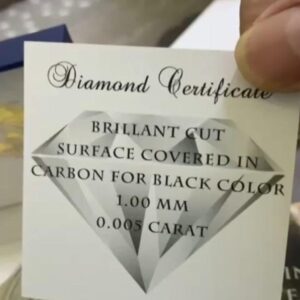 Diamond Certificate
BRILLANT CUT
SURFACE COVERED IN
CARBON FOR BLACK COLOR
1.00 MM
0.005 CARAT